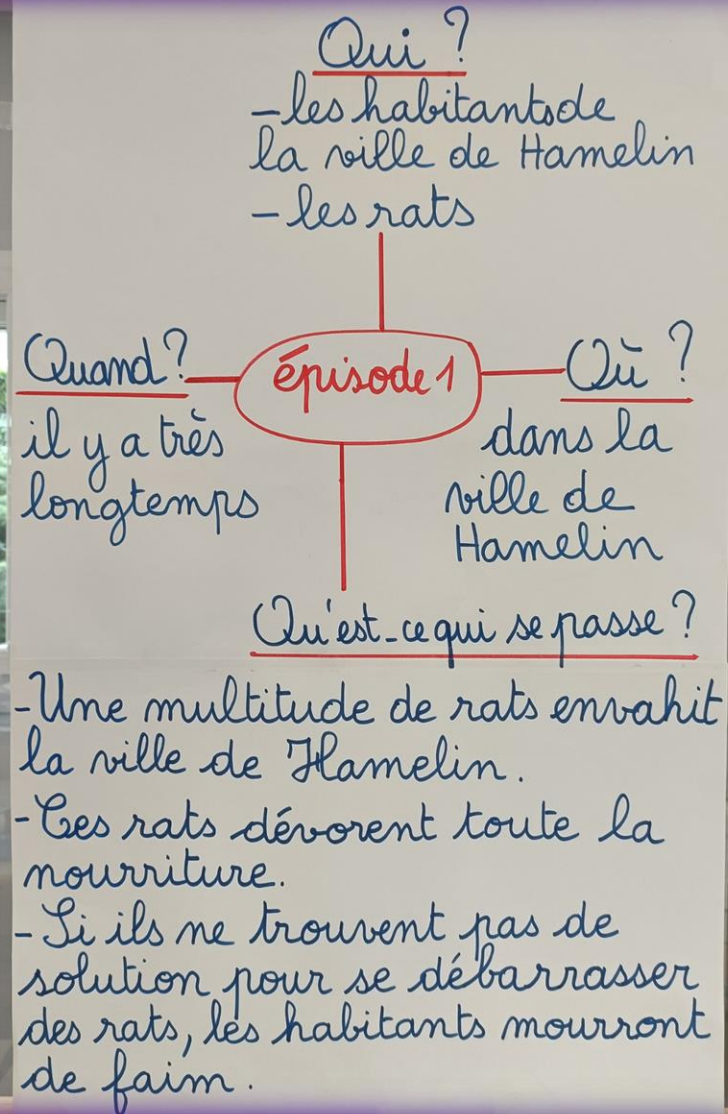 Qui ?
- les habitants de
la ville de Hamelin
- les rats
Quand ?
il y a très
longtemps
épisode 1
Où ?
dans la
ville de
Hamelin
Qu'est-ce qui se passe ?
- Une multitude de rats envahit
la ville de Hamelin.
- Ces rats dévorent toute la
nourriture.
- Si ils ne trouvent pas de
solution pour se débarrasser
des rats, les habitants mourront
de faim.